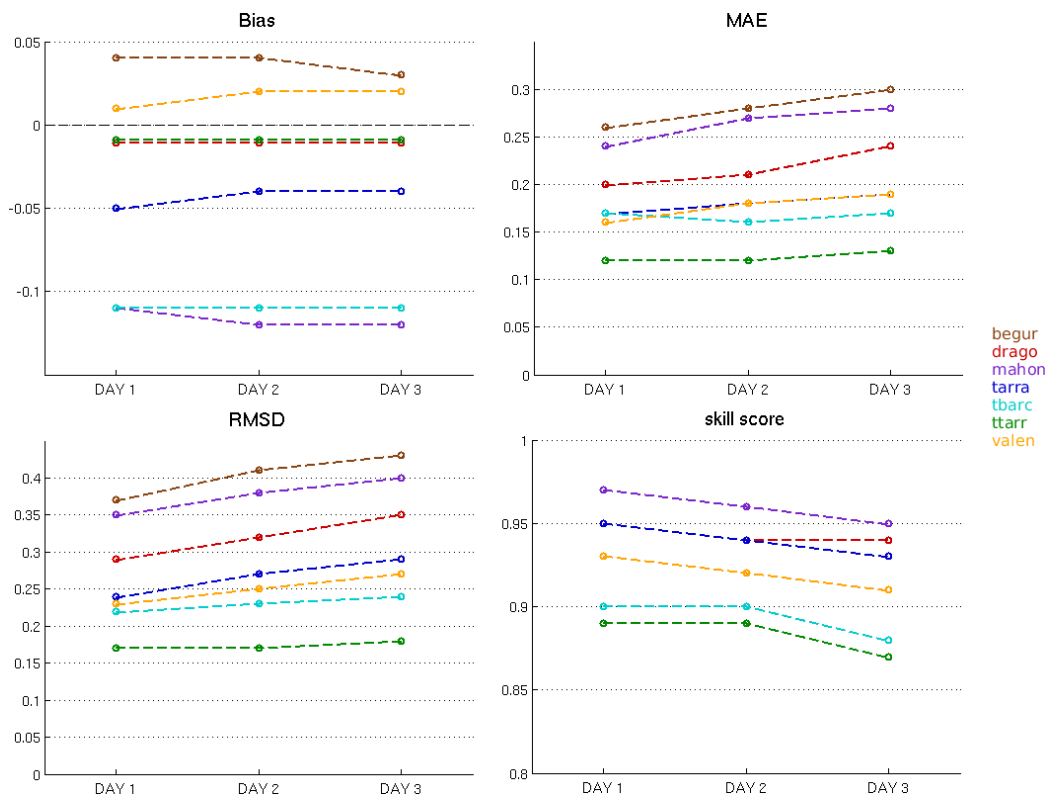 Bias
0.05
0
-0.05
-0.1
DAY 1 DAY 2 DAY 3
MAE
0.3
0.25
0.2
0.15
0.1
0.05
0
DAY 1 DAY 2 DAY 3
begur
drago
mahon
tarra
tbarc
ttarr
valen
RMSD
0.4
0.35
0.3
0.25
0.2
0.15
0.1
0.05
0
DAY 1 DAY 2 DAY 3
skill score
1
0.95
0.9
0.85
0.8
DAY 1 DAY 2 DAY 3